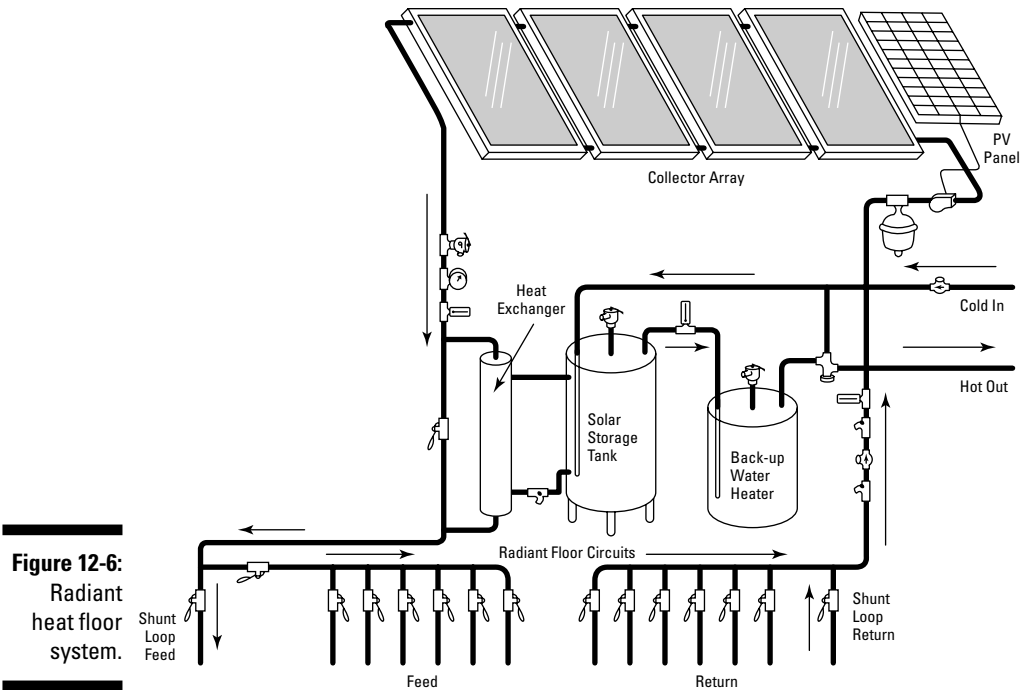 PV
Panel
Collector Array
Heat
Exchanger
Cold In
Hot Out
Solar
Storage
Tank
Back-up
Water
Heater
Figure 12-6:
Radiant
heat floor
system.
Radiant Floor Circuits
Shunt
Loop
Feed
Shunt
Loop
Return
Feed
Return